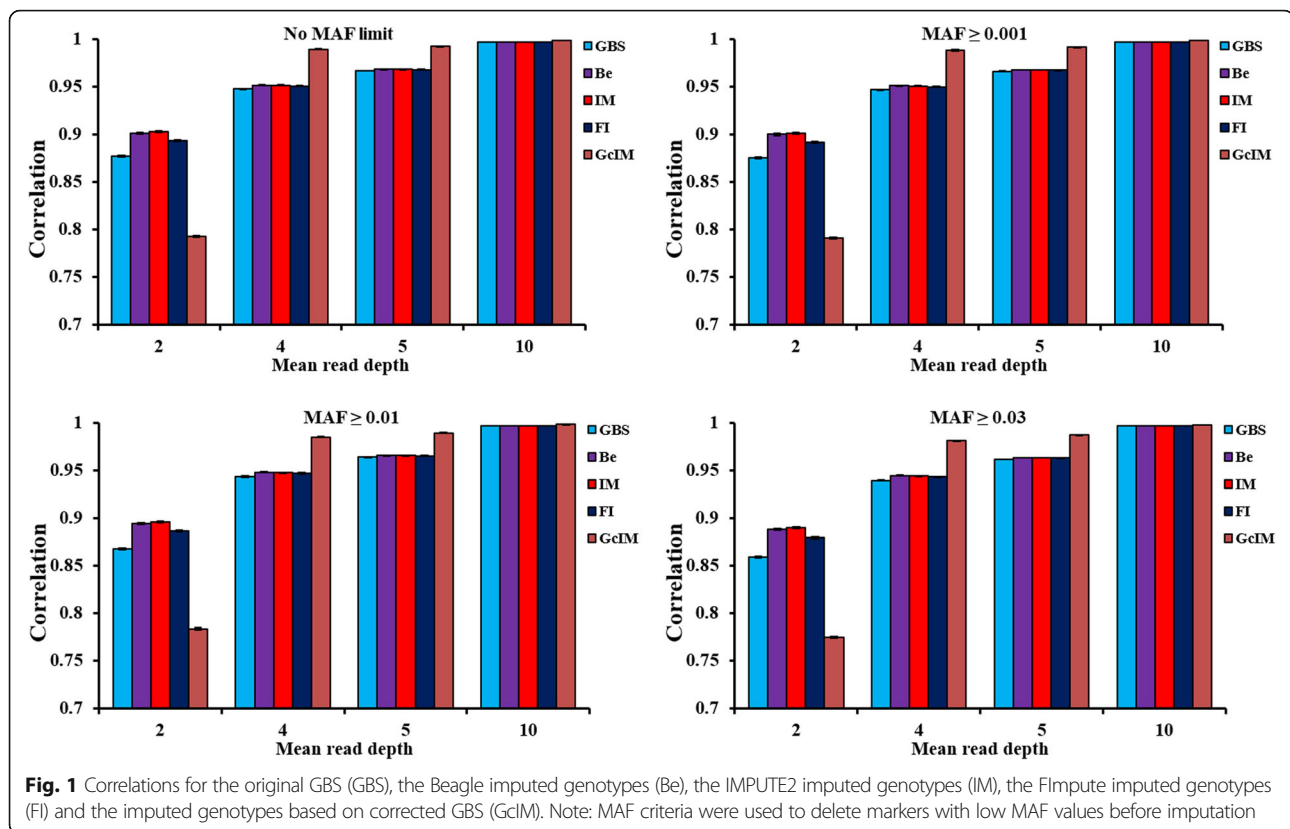 No MAF limit
1
0.95
0.9
0.85
0.8
0.75
0.7
Correlation
2 4 5 10
Mean read depth
GBS
Be
IM
FI
GcIM
MAF ≥ 0.001
1
0.95
0.9
0.85
0.8
0.75
0.7
Correlation
2 4 5 10
Mean read depth
GBS
Be
IM
FI
GcIM
MAF ≥ 0.01
1
0.95
0.9
0.85
0.8
0.75
0.7
Correlation
2 4 5 10
Mean read depth
GBS
Be
IM
FI
GcIM
MAF ≥ 0.03
1
0.95
0.9
0.85
0.8
0.75
0.7
Correlation
2 4 5 10
Mean read depth
GBS
Be
IM
FI
GcIM
Fig. 1 Correlations for the original GBS (GBS), the Beagle imputed genotypes (Be), the IMPUTE2 imputed genotypes (IM), the FImpute imputed genotypes
(FI) and the imputed genotypes based on corrected GBS (GcIM). Note: MAF criteria were used to delete markers with low MAF values before imputation